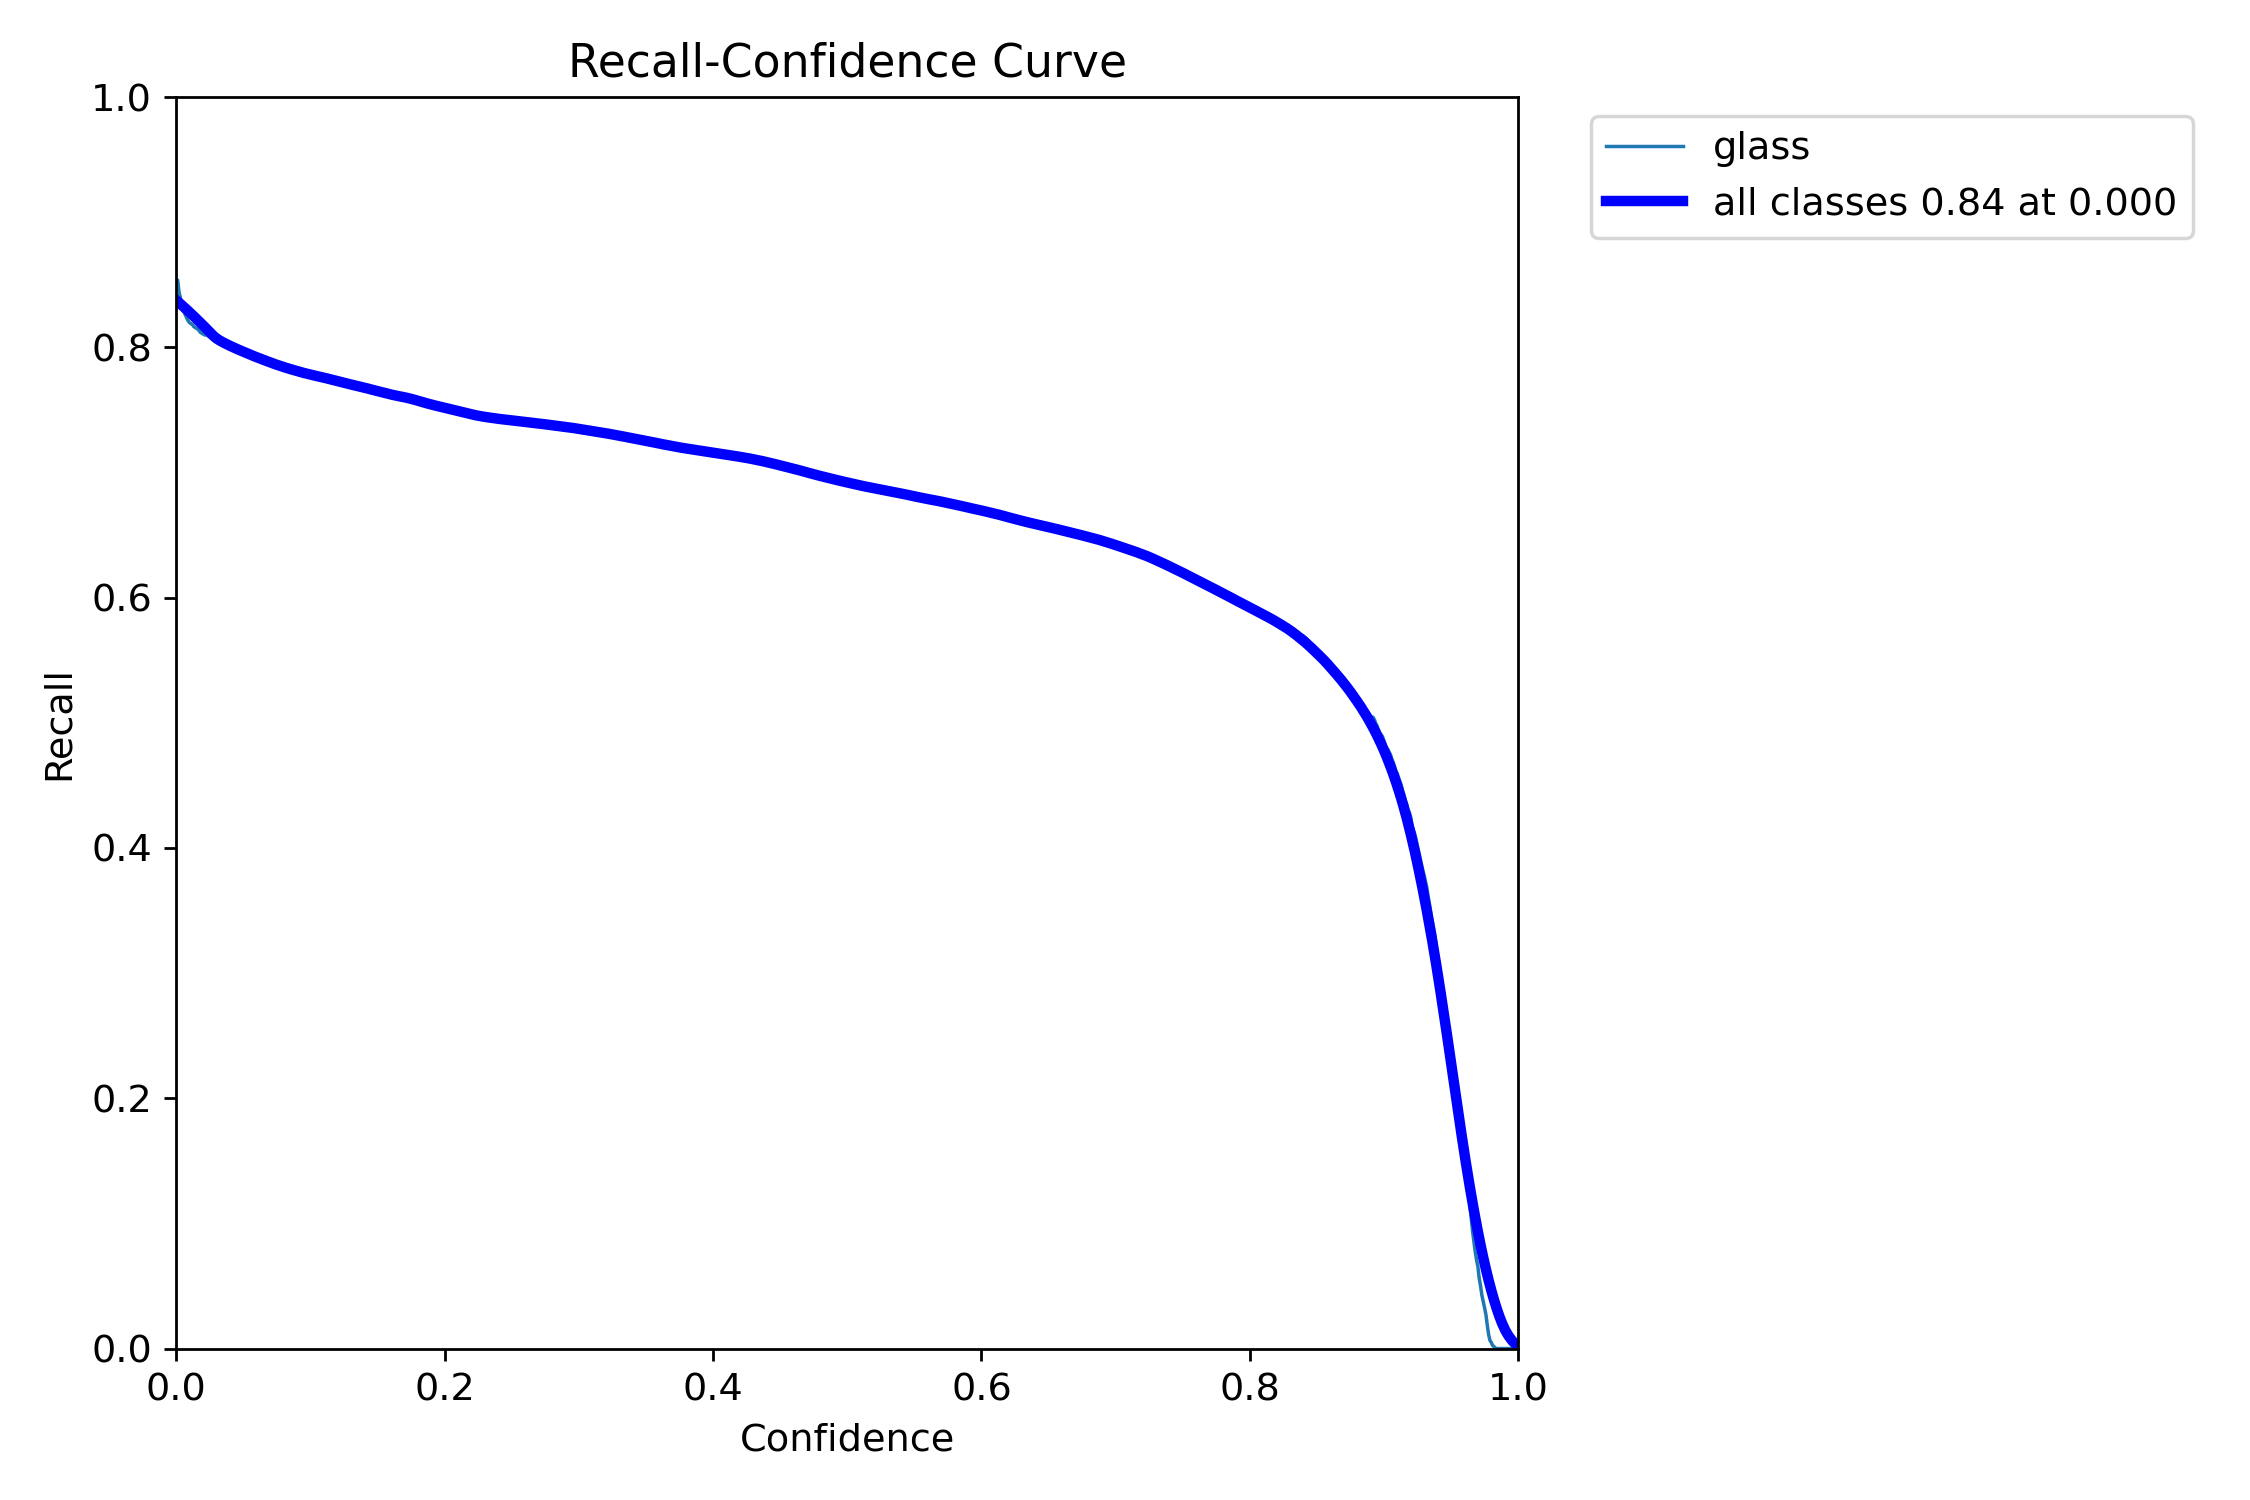 Recall-Confidence Curve
glass
all classes 0.84 at 0.000
1.0
0.8
0.6
0.4
0.2
0.0
Recall
0.0 0.2 0.4 0.6 0.8 1.0
Confidence